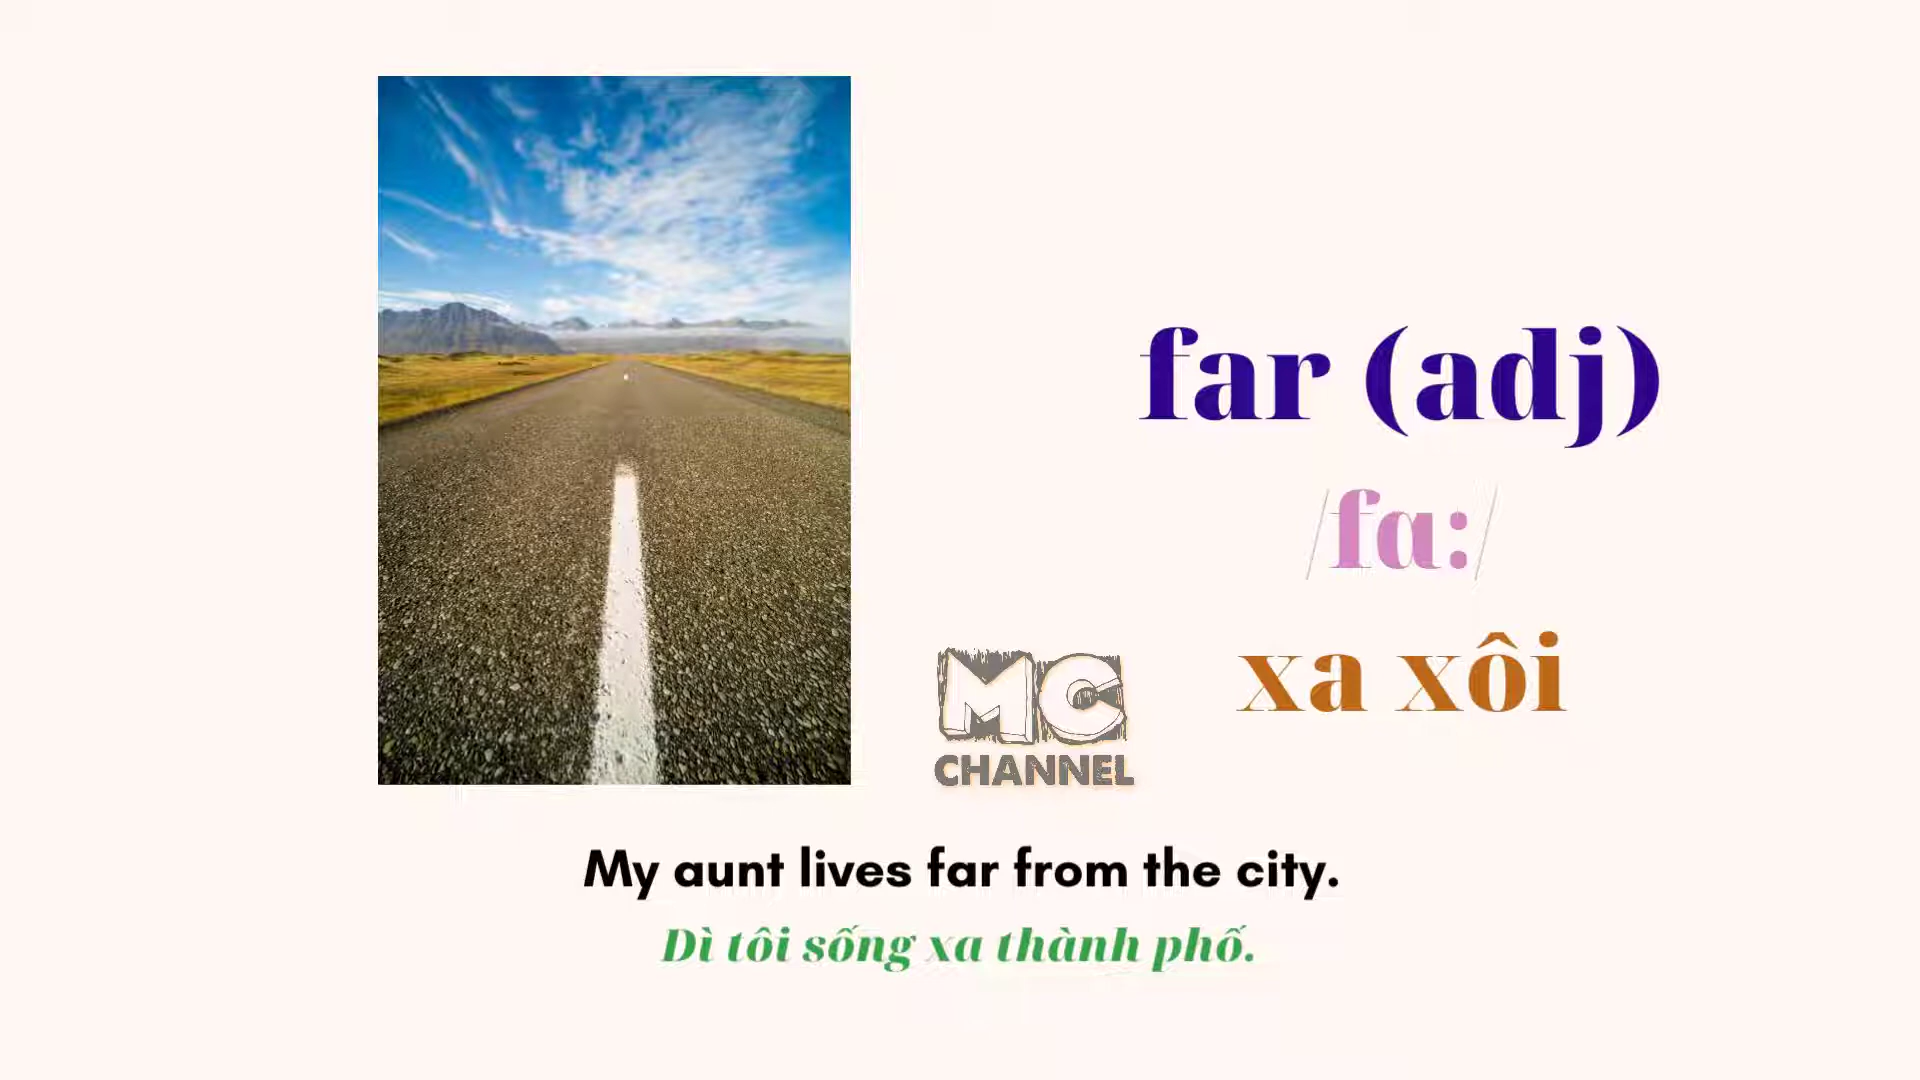 far (adj)
/fɑ:/
xa xôi
MC
CHANNEL
My aunt lives far from the city.
Dì tôi sống xa thành phố.